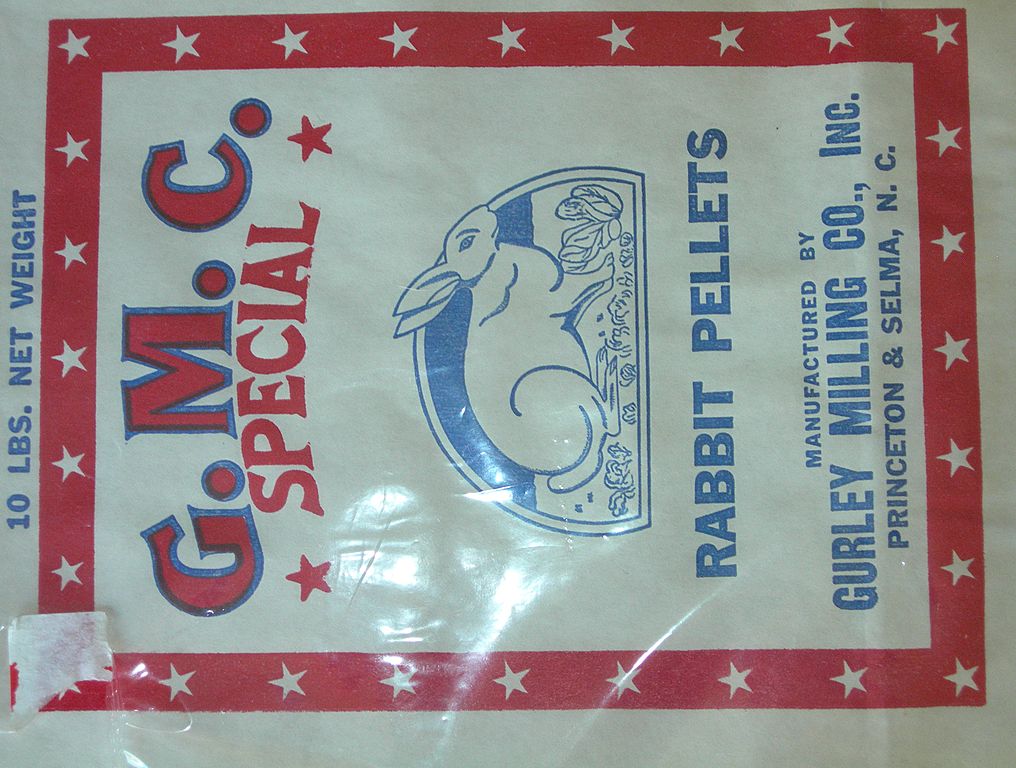 10 LBS. NET WEIGHT
G.M.C.
SPECIAL
RABBIT PELLETS
MANUFACTURED BY
GURLEY MILLING CO., INC.
PRINCETON & SELMA, N. C.